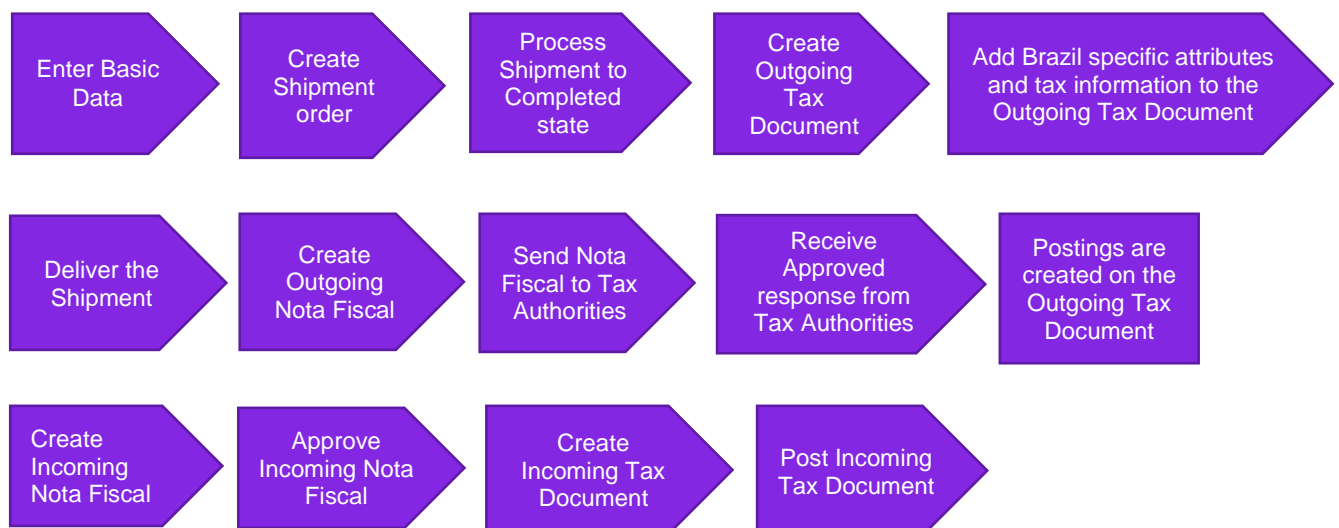 Enter Basic
Data
Create
Shipment
order
Process
Shipment to
Completed
state
Create
Outgoing
Tax
Document
Add Brazil specific attributes
and tax information to the
Outgoing Tax Document
Deliver the
Shipment
Create
Outgoing
Nota Fiscal
Send Nota
Fiscal to Tax
Authorities
Receive
Approved
response from
Tax Authorities
Postings are
created on the
Outgoing Tax
Document
Create
Incoming
Nota Fiscal
Approve
Incoming Nota
Fiscal
Create
Incoming Tax
Document
Post Incoming
Tax Document